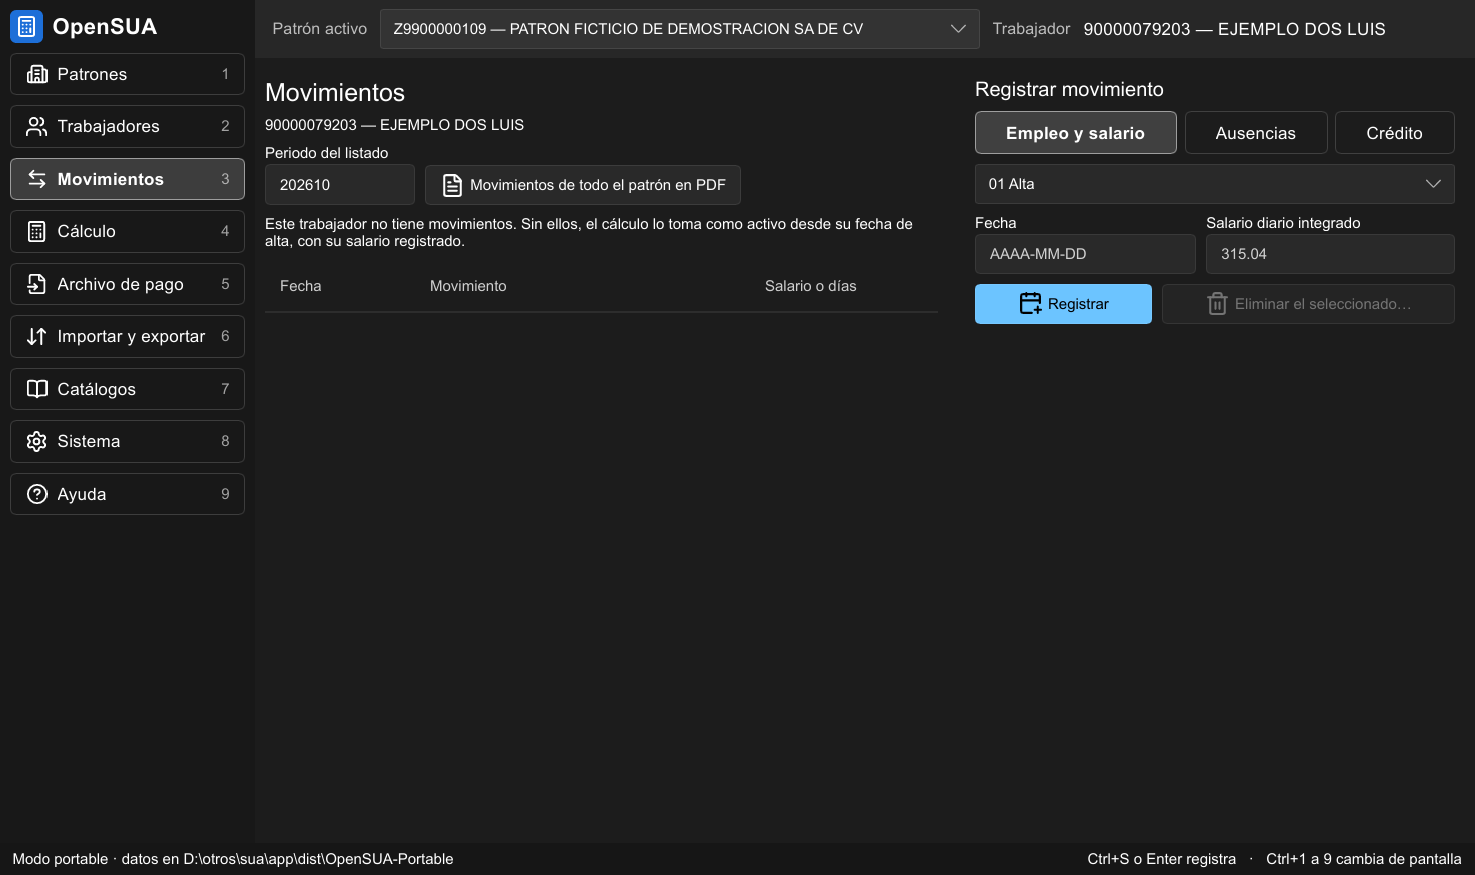 OpenSUA
Patrón activo
Z9900000109 — PATRON FICTICIO DE DEMOSTRACION SA DE CV
Trabajador
90000079203 — EJEMPLO DOS LUIS
Patrones 1
Trabajadores 2
Movimientos 3
Cálculo 4
Archivo de pago 5
Importar y exportar 6
Catálogos 7
Sistema 8
Ayuda 9
Movimientos
90000079203 — EJEMPLO DOS LUIS
Periodo del listado
202610
Movimientos de todo el patrón en PDF
Este trabajador no tiene movimientos. Sin ellos, el cálculo lo toma como activo desde su fecha de
alta, con su salario registrado.
Fecha Movimiento Salario o días
Registrar movimiento
Empleo y salario Ausencias Crédito
01 Alta
Fecha Salario diario integrado
AAAA-MM-DD 315.04
Registrar Eliminar el seleccionado…
Modo portable · datos en D:\otros\sua\app\dist\OpenSUA-Portable
Ctrl+S o Enter registra · Ctrl+1 a 9 cambia de pantalla